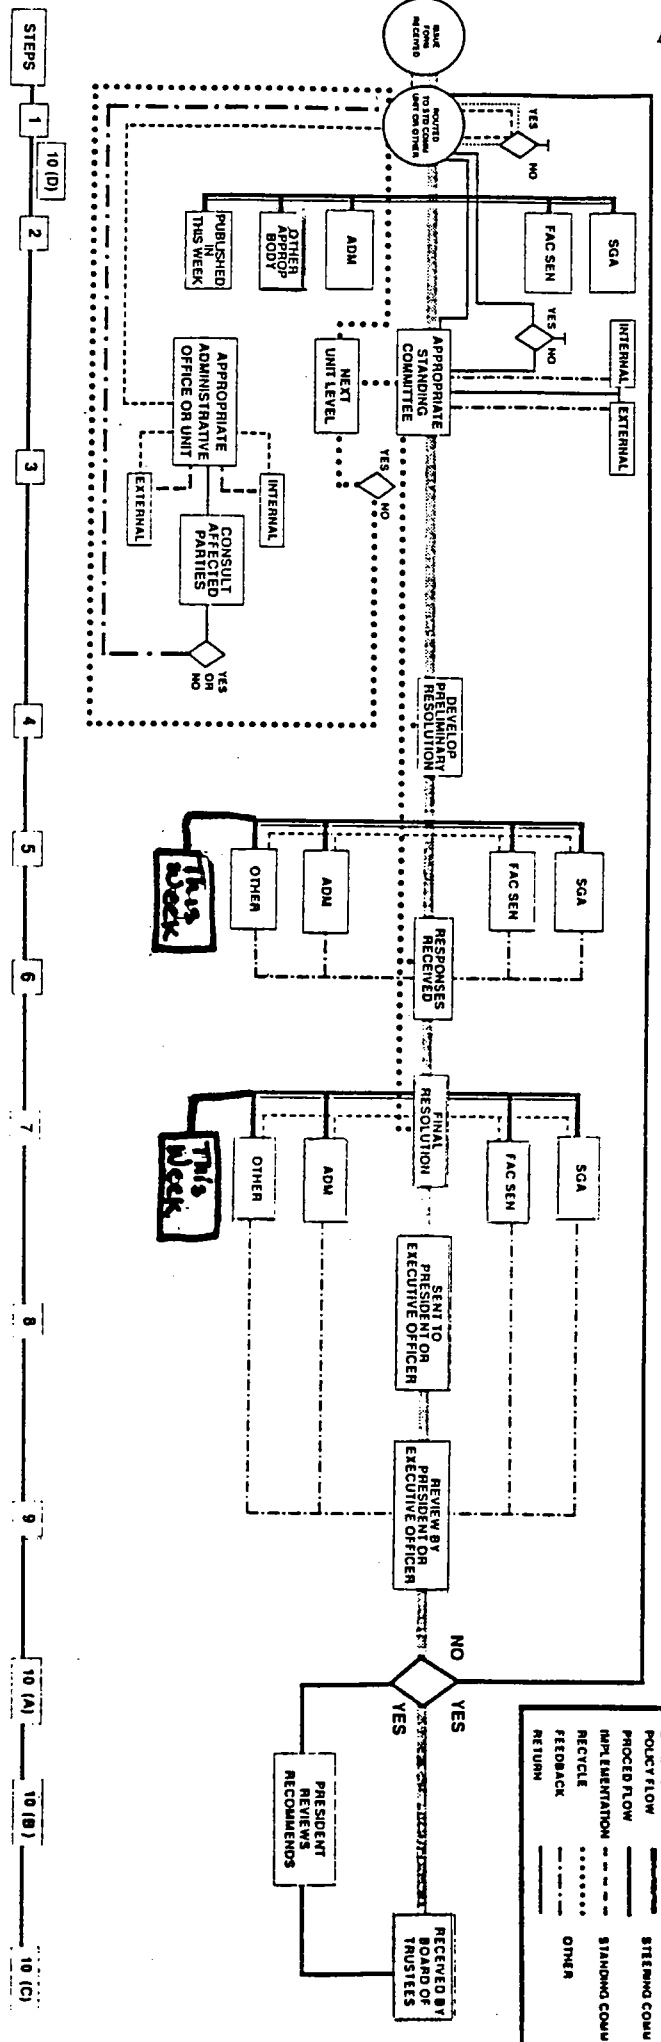 STEPS
1
10 (D)
2
3
4
5
6
7
8
9
10 (A)
10 (B)
10 (C)
ISSUE
FORM
RECEIVED
ROUTED
TO STD COMM
UNIT OR OTHER
YES
NO
SGA
FAC SEN
ADM
OTHER
APPROP
BODY
PUBLISHED
IN
THIS WEEK
YES
NO
INTERNAL
EXTERNAL
APPROPRIATE
STANDING
COMMITTEE
NEXT
UNIT LEVEL
YES
NO
APPROPRIATE
ADMINISTRATIVE
OFFICE OR UNIT
INTERNAL
EXTERNAL
CONSULT
AFFECTED
PARTIES
YES
OR
NO
DEVELOP
PRELIMINARY
RESOLUTION
SGA
FAC SEN
ADM
OTHER
This
Week
RESPONSES
RECEIVED
FINAL
RESOLUTION
SGA
FAC SEN
ADM
OTHER
This
Week
SENT TO
PRESIDENT OR
EXECUTIVE OFFICER
REVIEW BY
PRESIDENT OR
EXECUTIVE OFFICER
NO
YES
YES
PRESIDENT
REVIEWS
RECOMMENDS
RECEIVED BY
BOARD OF
TRUSTEES
POLICY FLOW
PROCED FLOW
IMPLEMENTATION
RECYCLE
FEEDBACK
RETURN
STEERING COMM
STANDING COMM
OTHER